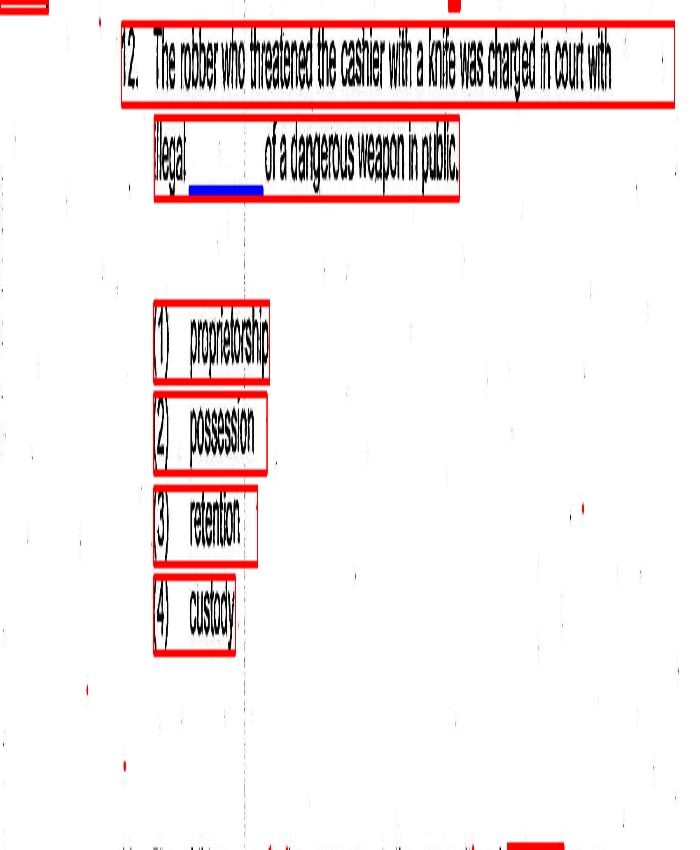 12. The robber who threatened the cashier with a knife was charged in court with
illegal ______ of a dangerous weapon in public.
(1) proprietorship
(2) possession
(3) retention
(4) custody